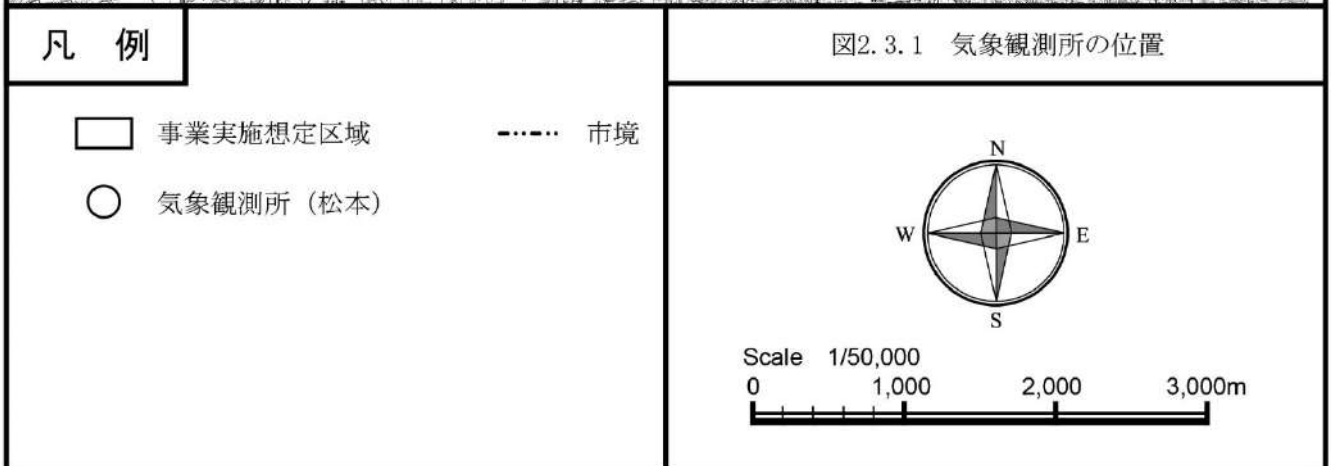 凡 例
図2.3.1 気象観測所の位置
事業実施想定区域
市境
気象観測所（松本）
N
W
E
S
Scale 1/50,000
0 1,000 2,000 3,000m